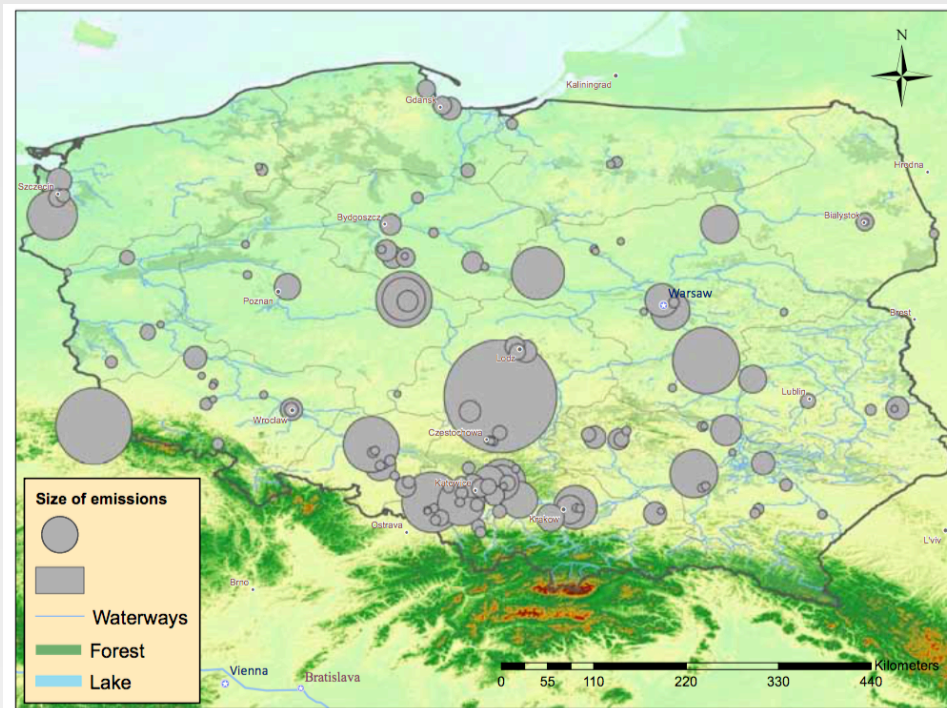 N
Kaliningrad
Gdansk
Hrodna
Szczecin
Bydgoszcz
Bialystok
Poznan
Warsaw
Brest
Lodz
Lublin
Wroclaw
Czestochowa
Katowice
Krakow
Ostrava
L'viv
Brno
Size of emissions
Waterways
Forest
Lake
Vienna
Bratislava
Kilometers
0 55 110 220 330 440